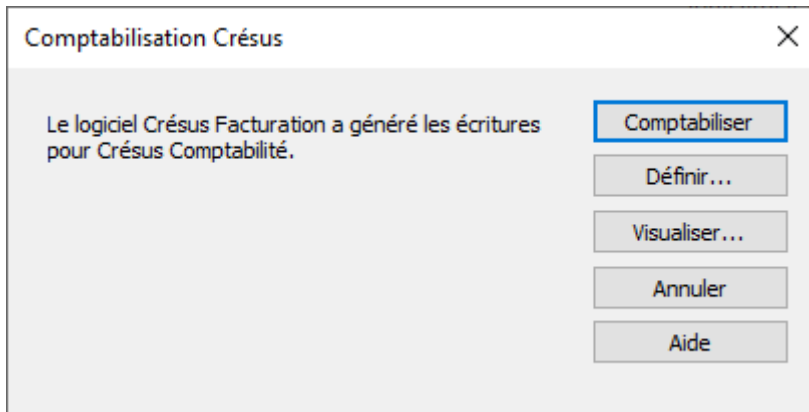 Comptabilisation Crésus
Le logiciel Crésus Facturation a généré les écritures
pour Crésus Comptabilité.
Comptabiliser
Définir...
Visualiser...
Annuler
Aide